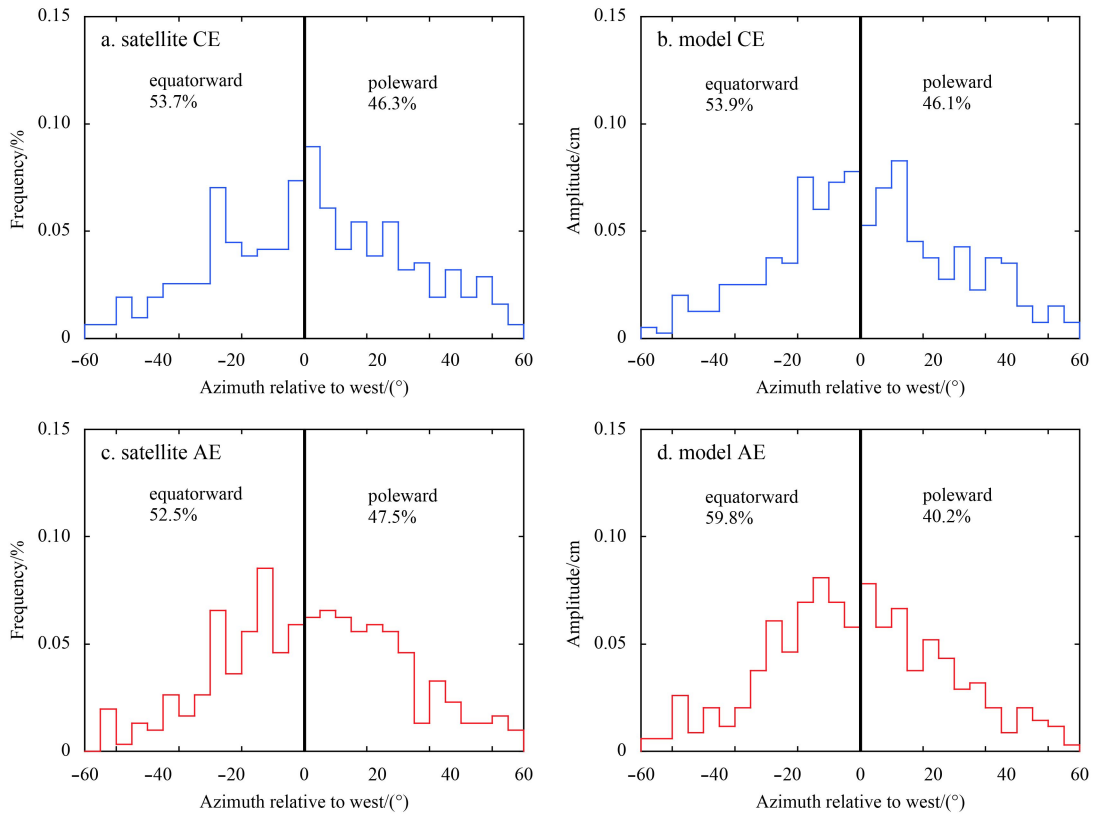 0.15
a. satellite CE
equatorward
53.7%
poleward
46.3%
0.10
Frequency/%
0.05
0
–60
–40
–20
0
20
40
60
Azimuth relative to west/(°)
0.15
b. model CE
equatorward
53.9%
poleward
46.1%
0.10
Amplitude/cm
0.05
0
–60
–40
–20
0
20
40
60
Azimuth relative to west/(°)
0.15
c. satellite AE
equatorward
52.5%
poleward
47.5%
0.10
Frequency/%
0.05
0
–60
–40
–20
0
20
40
60
Azimuth relative to west/(°)
0.15
d. model AE
equatorward
59.8%
poleward
40.2%
0.10
Amplitude/cm
0.05
0
–60
–40
–20
0
20
40
60
Azimuth relative to west/(°)